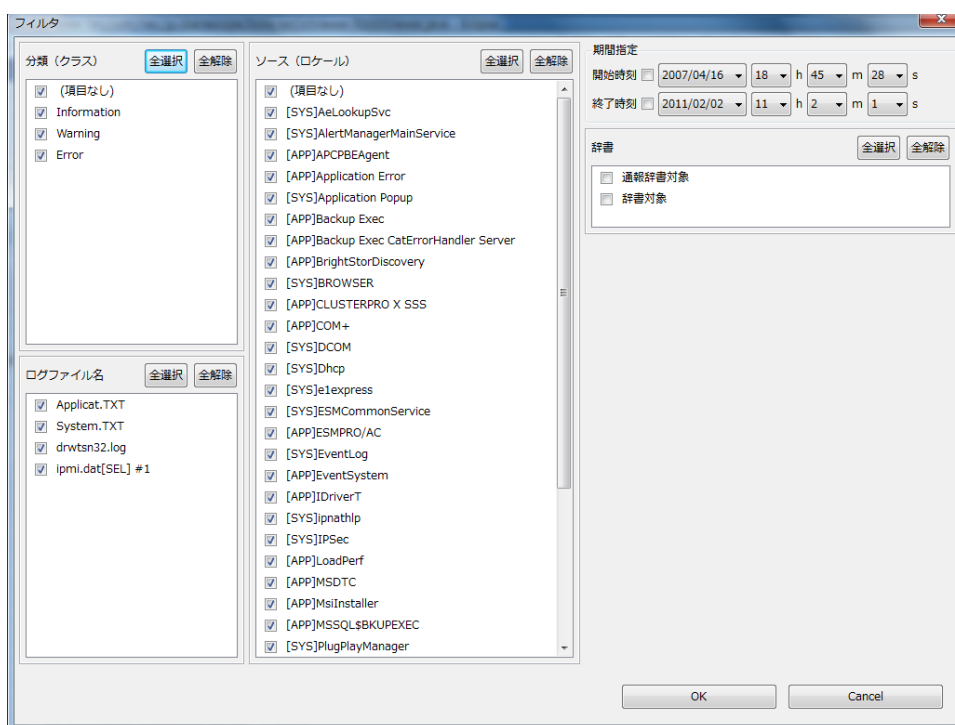 フィルタ
分類 (クラス) 全選択 全解除
(項目なし)
Information
Warning
Error
ログファイル名 全選択 全解除
Applicat.TXT
System.TXT
drwtsn32.log
ipmi.dat[SEL] #1
ソース (ロケール) 全選択 全解除
(項目なし)
[SYS]AeLookupSvc
[SYS]AlertManagerMainService
[APP]APCPBEAgent
[APP]Application Error
[SYS]Application Popup
[APP]Backup Exec
[APP]Backup Exec CatErrorHandler Server
[APP]BrightStorDiscovery
[SYS]BROWSER
[APP]CLUSTERPRO X SSS
[APP]COM+
[SYS]DCOM
[SYS]Dhcp
[SYS]e1express
[SYS]ESMCommonService
[APP]ESMPRO/AC
[SYS]EventLog
[APP]EventSystem
[APP]IDriverT
[SYS]ipnathlp
[SYS]IPSec
[APP]LoadPerf
[APP]MSDTC
[APP]MsiInstaller
[APP]MSSQL$BKUPEXEC
[SYS]PlugPlayManager
期間指定
開始時刻 2007/04/16 18 h 45 m 28 s
終了時刻 2011/02/02 11 h 2 m 1 s
辞書 全選択 全解除
通報辞書対象
辞書対象
OK Cancel